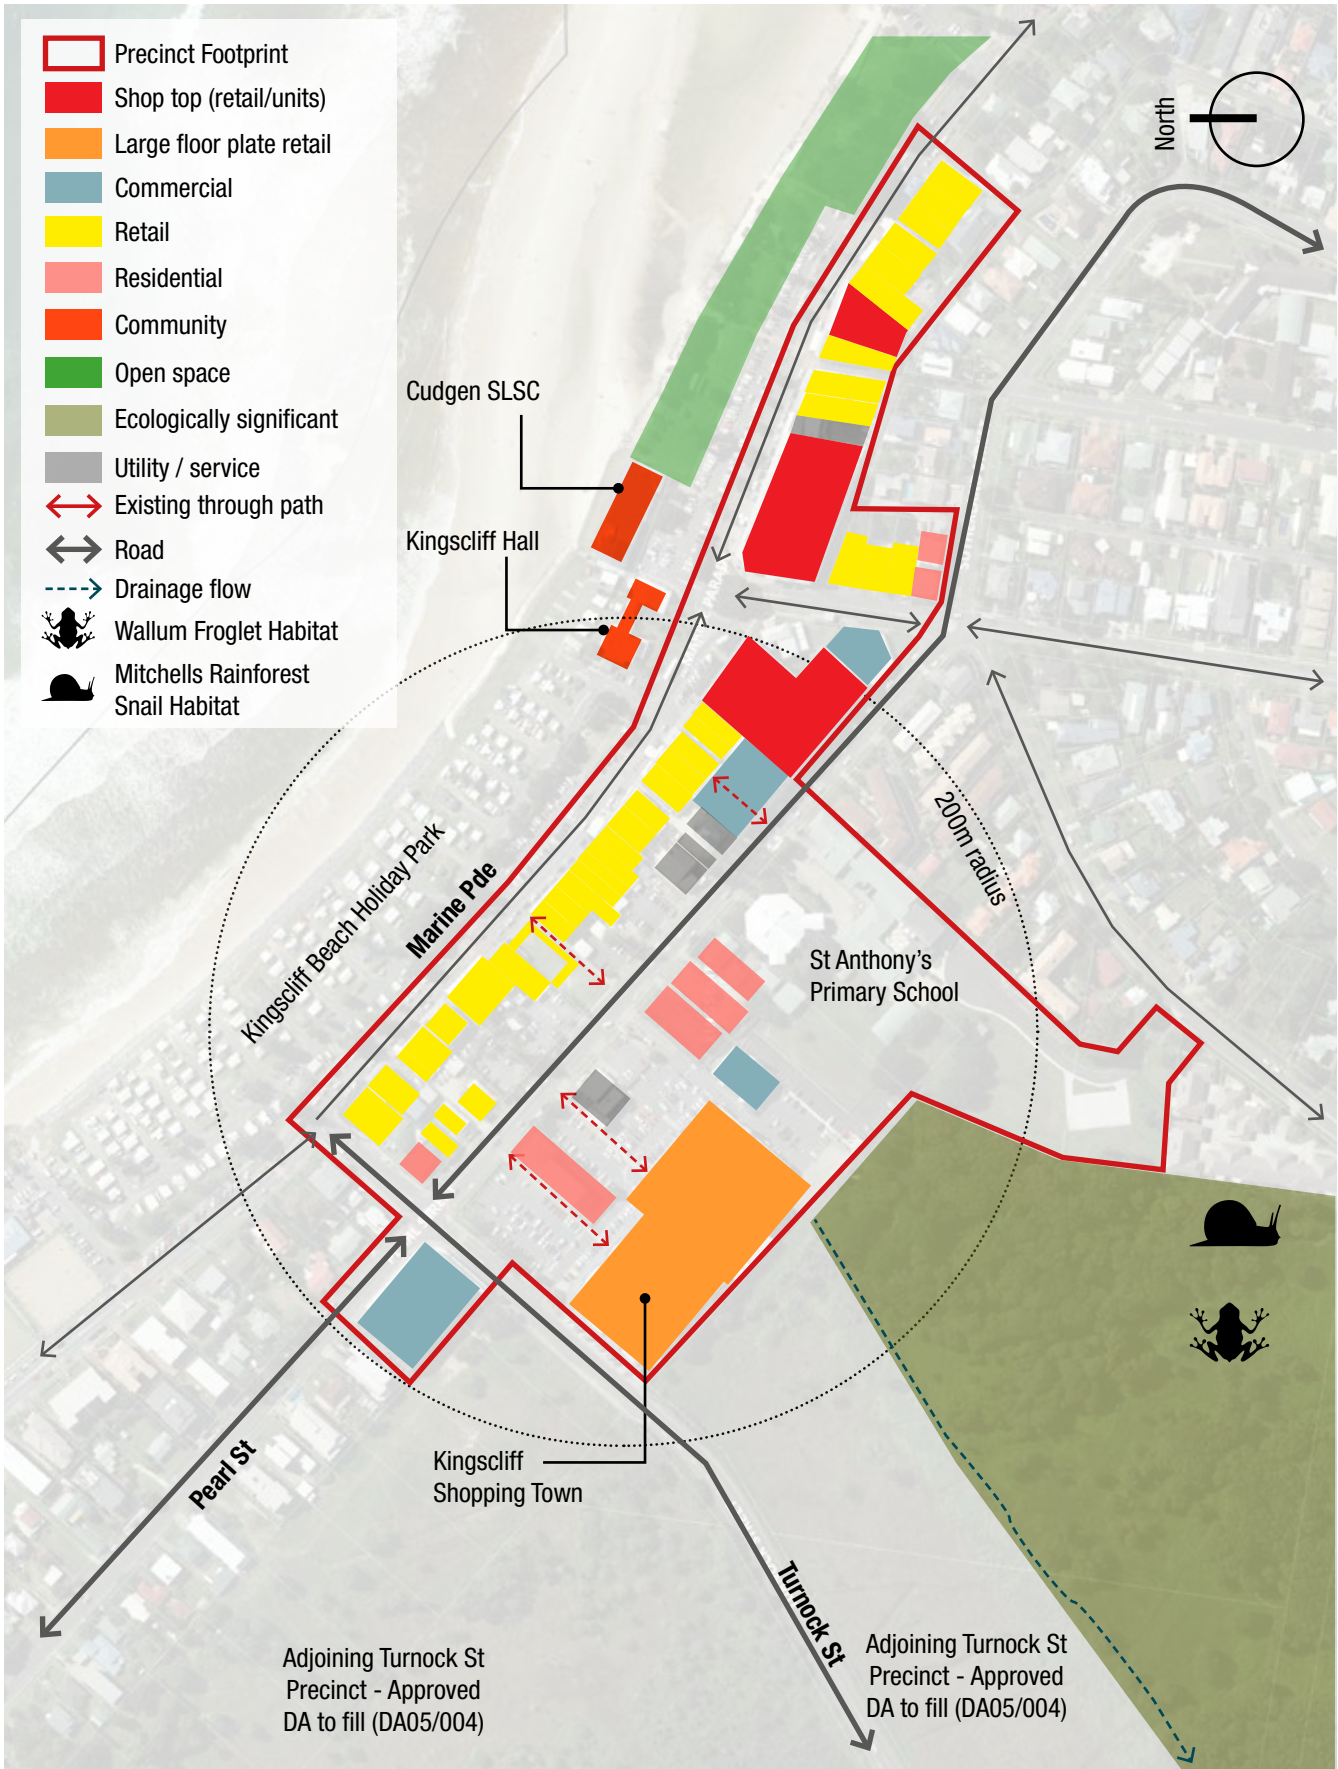 Precinct Footprint
Shop top (retail/units)
Large floor plate retail
Commercial
Retail
Residential
Community
Open space
Ecologically significant
Utility / service
Existing through path
Road
Drainage flow
Wallum Froglet Habitat
Mitchells Rainforest
Snail Habitat
North
Cudgen SLSC
Kingscliff Hall
Kingscliff Beach Holiday Park
Marine Pde
200m radius
St Anthony's
Primary School
Kingscliff
Shopping Town
Pearl St
Turnock St
Adjoining Turnock St
Precinct - Approved
DA to fill (DA05/004)
Adjoining Turnock St
Precinct - Approved
DA to fill (DA05/004)